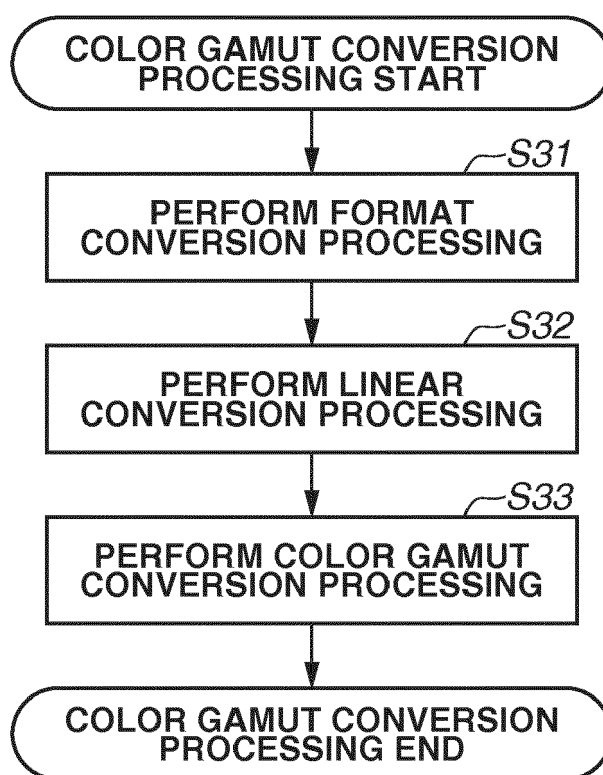 COLOR GAMUT CONVERSION
PROCESSING START
S31
PERFORM FORMAT
CONVERSION PROCESSING
S32
PERFORM LINEAR
CONVERSION PROCESSING
S33
PERFORM COLOR GAMUT
CONVERSION PROCESSING
COLOR GAMUT CONVERSION
PROCESSING END